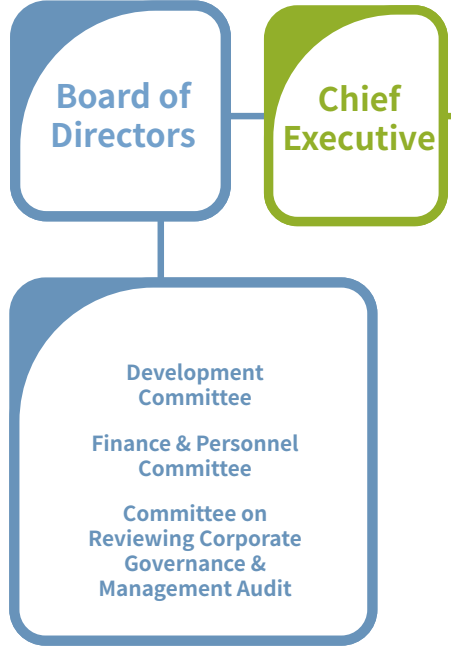 Board of
Directors
Chief
Executive
Development
Committee
Finance & Personnel
Committee
Committee on
Reviewing Corporate
Governance &
Management Audit